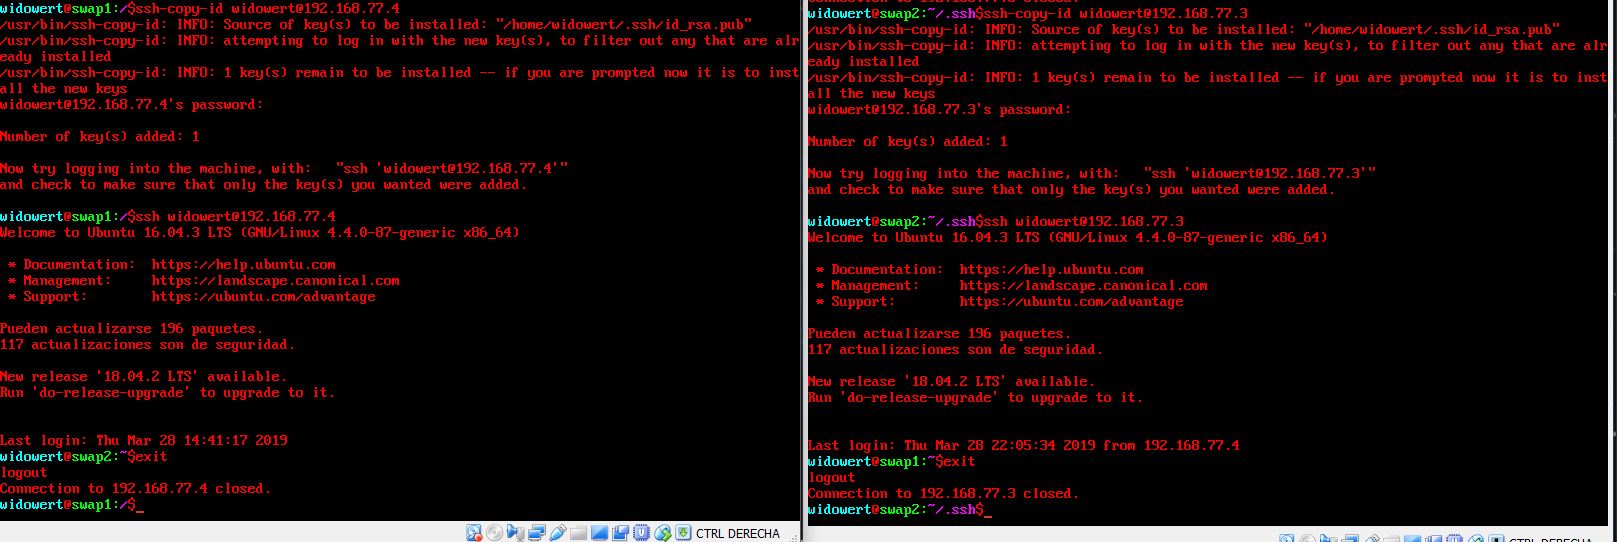 widowert@swap1:/$ssh-copy-id widowert@192.168.77.4
/usr/bin/ssh-copy-id: INFO: Source of key(s) to be installed: "/home/widowert/.ssh/id_rsa.pub"
/usr/bin/ssh-copy-id: INFO: attempting to log in with the new key(s), to filter out any that are alr
eady installed
/usr/bin/ssh-copy-id: INFO: 1 key(s) remain to be installed -- if you are prompted now it is to inst
all the new keys
widowert@192.168.77.4's password:
Number of key(s) added: 1
Now try logging into the machine, with:   "ssh 'widowert@192.168.77.4'"
and check to make sure that only the key(s) you wanted were added.
widowert@swap1:/$ssh widowert@192.168.77.4
Welcome to Ubuntu 16.04.3 LTS (GNU/Linux 4.4.0-87-generic x86_64)
* Documentation:  https://help.ubuntu.com
* Management:     https://landscape.canonical.com
* Support:        https://ubuntu.com/advantage
Pueden actualizarse 196 paquetes.
117 actualizaciones son de seguridad.
New release '18.04.2 LTS' available.
Run 'do-release-upgrade' to upgrade to it.
Last login: Thu Mar 28 14:41:17 2019
widowert@swap2:~$exit
logout
Connection to 192.168.77.4 closed.
widowert@swap1:/$_
CTRL DERECHA
widowert@swap2:~/.ssh$ssh-copy-id widowert@192.168.77.3
/usr/bin/ssh-copy-id: INFO: Source of key(s) to be installed: "/home/widowert/.ssh/id_rsa.pub"
/usr/bin/ssh-copy-id: INFO: attempting to log in with the new key(s), to filter out any that are alr
eady installed
/usr/bin/ssh-copy-id: INFO: 1 key(s) remain to be installed -- if you are prompted now it is to inst
all the new keys
widowert@192.168.77.3's password:
Number of key(s) added: 1
Now try logging into the machine, with:   "ssh 'widowert@192.168.77.3'"
and check to make sure that only the key(s) you wanted were added.
widowert@swap2:~/.ssh$ssh widowert@192.168.77.3
Welcome to Ubuntu 16.04.3 LTS (GNU/Linux 4.4.0-87-generic x86_64)
* Documentation:  https://help.ubuntu.com
* Management:     https://landscape.canonical.com
* Support:        https://ubuntu.com/advantage
Pueden actualizarse 196 paquetes.
117 actualizaciones son de seguridad.
New release '18.04.2 LTS' available.
Run 'do-release-upgrade' to upgrade to it.
Last login: Thu Mar 28 22:05:34 2019 from 192.168.77.4
widowert@swap1:~$exit
logout
Connection to 192.168.77.3 closed.
widowert@swap2:~/.ssh$_
CTRL DERECHA